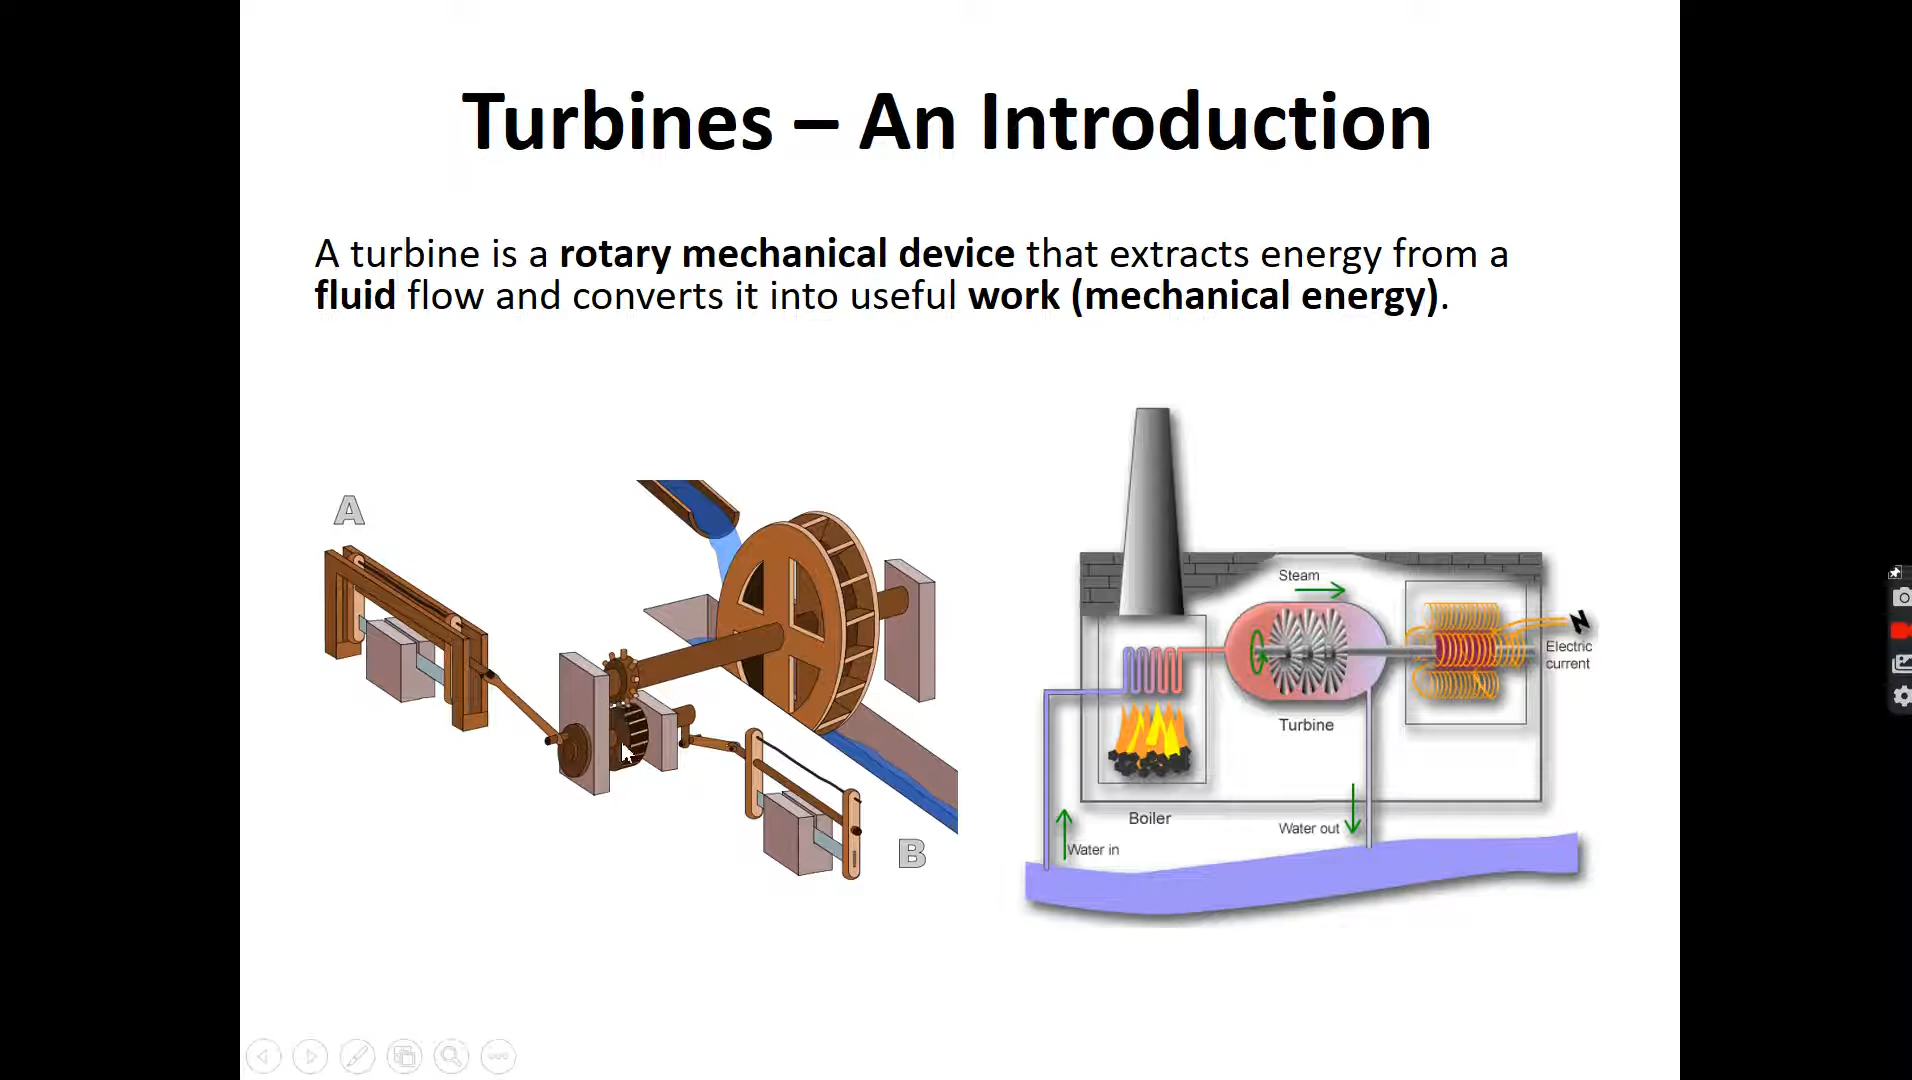 Turbines – An Introduction
A turbine is a rotary mechanical device that extracts energy from a
fluid flow and converts it into useful work (mechanical energy).
A
B
Steam
Electric
current
Turbine
Boiler
Water out
Water in